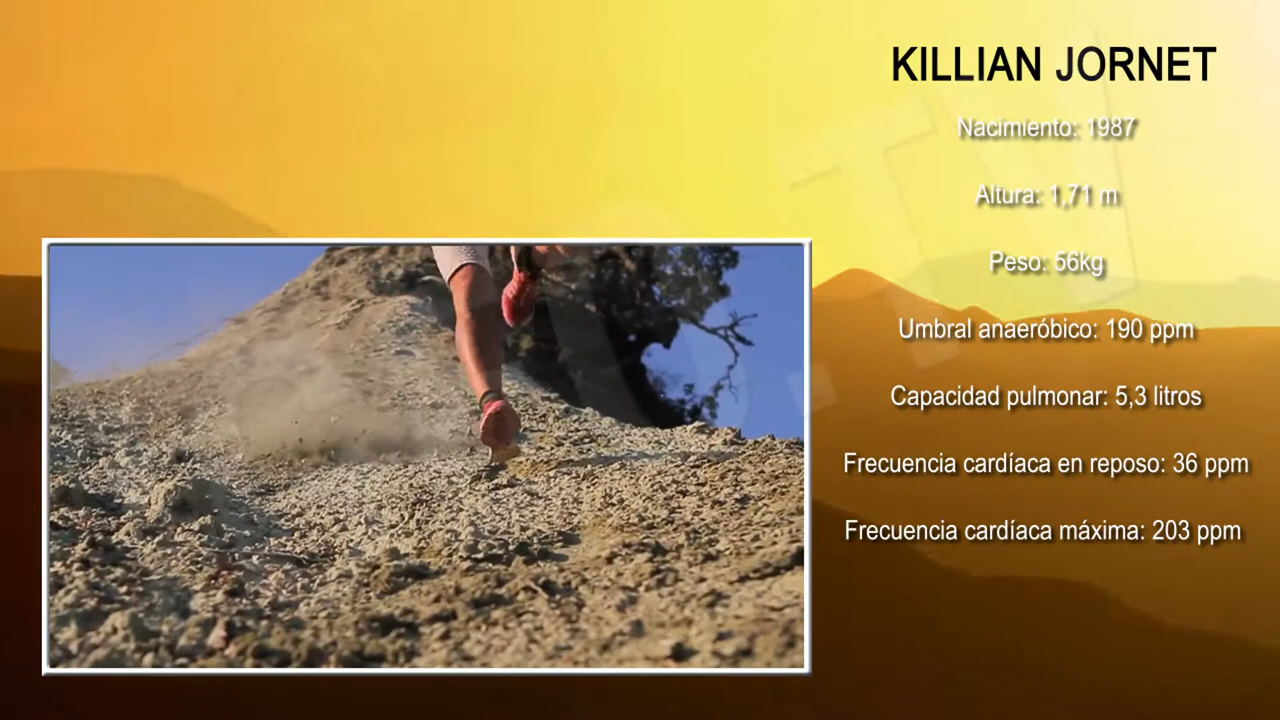 KILLIAN JORNET
Nacimiento: 1987
Altura: 1,71 m
Peso: 56kg
Umbral anaeróbico: 190 ppm
Capacidad pulmonar: 5,3 litros
Frecuencia cardíaca en reposo: 36 ppm
Frecuencia cardíaca máxima: 203 ppm